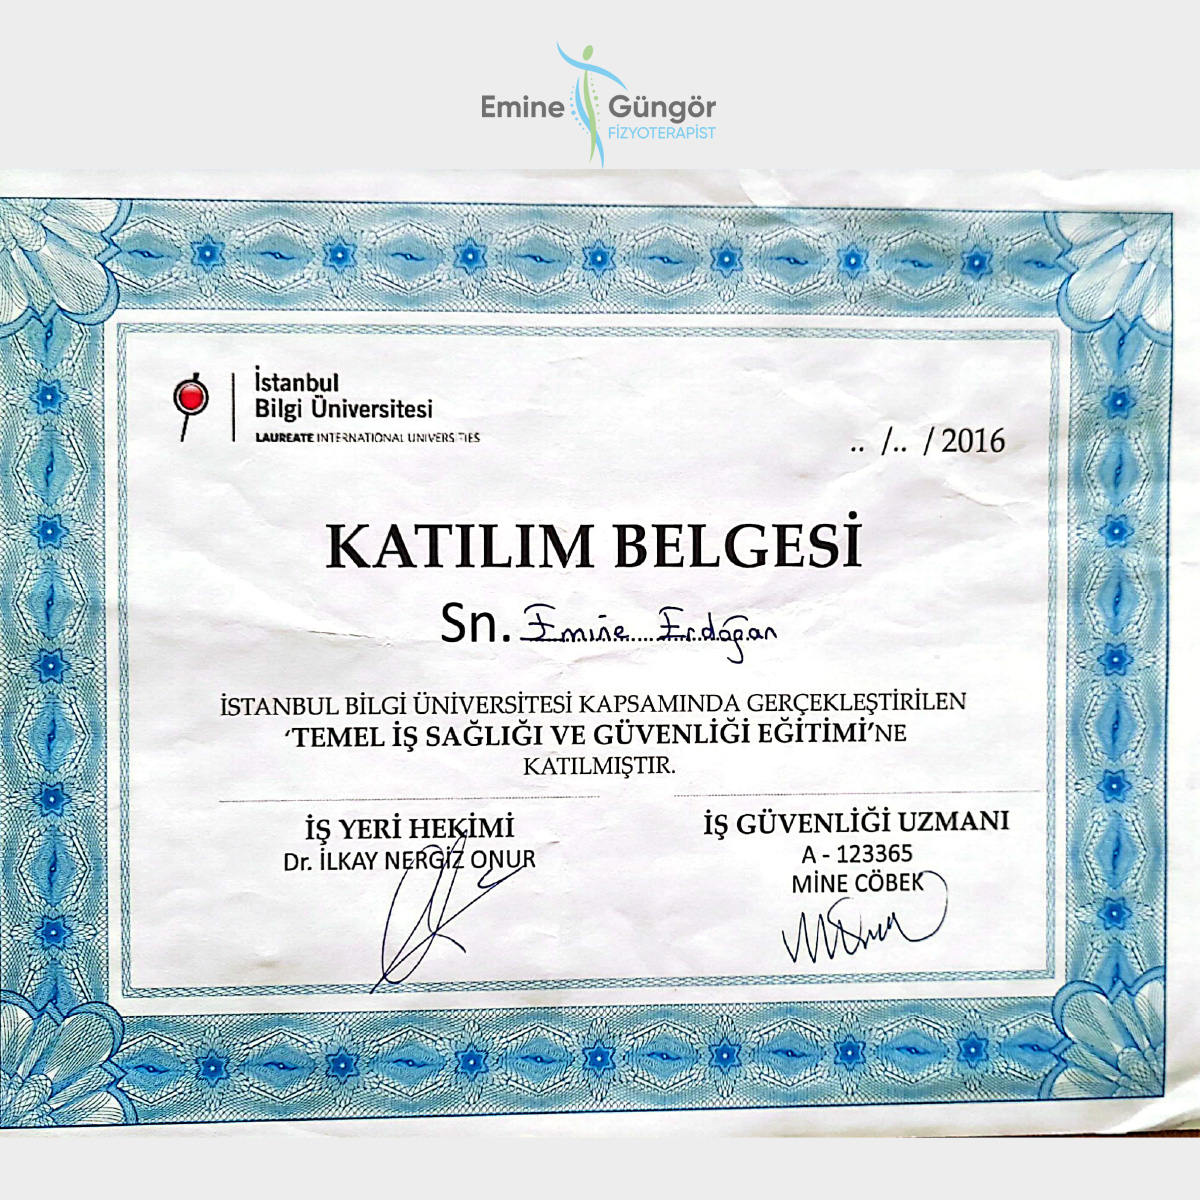 Emine Güngör
FİZYOTERAPİST
İstanbul
Bilgi Üniversitesi
LAUREATE INTERNATIONAL UNIVERSITIES
.. /.. / 2016
KATILIM BELGESİ
Sn. Emine Erdoğan
İSTANBUL BİLGİ ÜNİVERSİTESİ KAPSAMINDA GERÇEKLEŞTİRİLEN
‘TEMEL İŞ SAĞLIĞI VE GÜVENLİĞİ EĞİTİMİ’NE
KATILMIŞTIR.
İŞ YERİ HEKİMİ
Dr. İLKAY NERGİZ ONUR
İŞ GÜVENLİĞİ UZMANI
A - 123365
MİNE CÖBEK